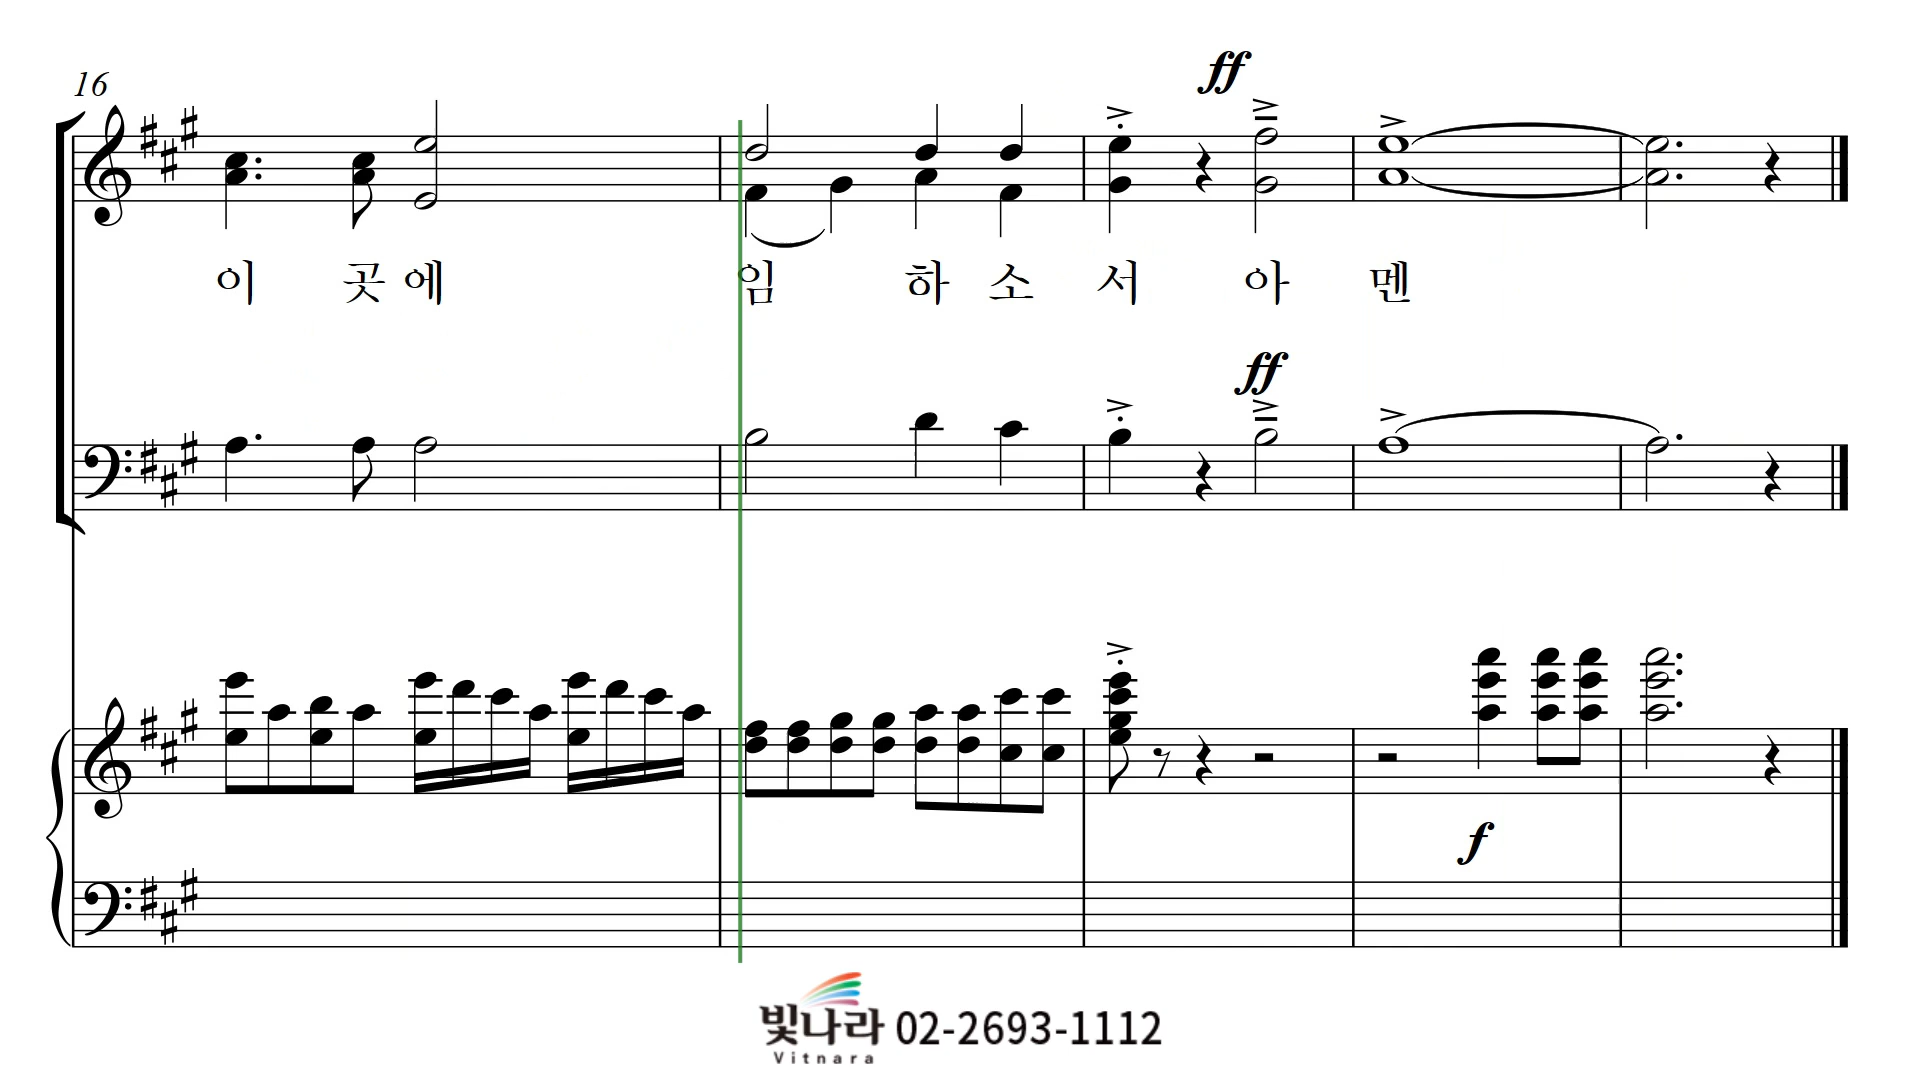 16
ff
이 곳에 임 하 소 서 아 멘
ff
f
빛나라 02-2693-1112
Vitnara